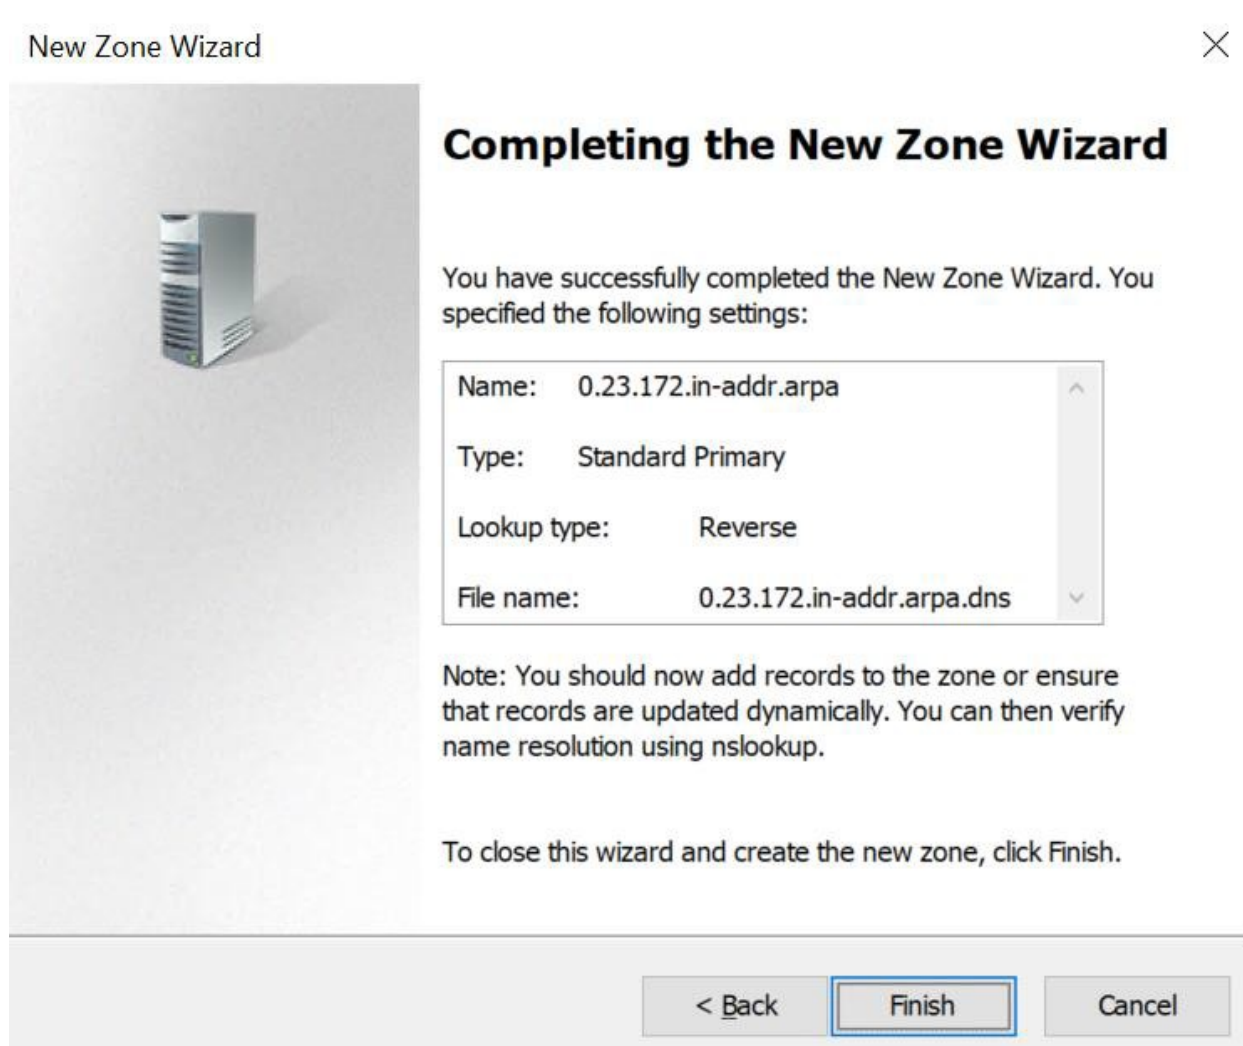 New Zone Wizard
Completing the New Zone Wizard
You have successfully completed the New Zone Wizard. You
specified the following settings:
Name: 0.23.172.in-addr.arpa
Type: Standard Primary
Lookup type: Reverse
File name: 0.23.172.in-addr.arpa.dns
Note: You should now add records to the zone or ensure
that records are updated dynamically. You can then verify
name resolution using nslookup.
To close this wizard and create the new zone, click Finish.
< Back Finish Cancel